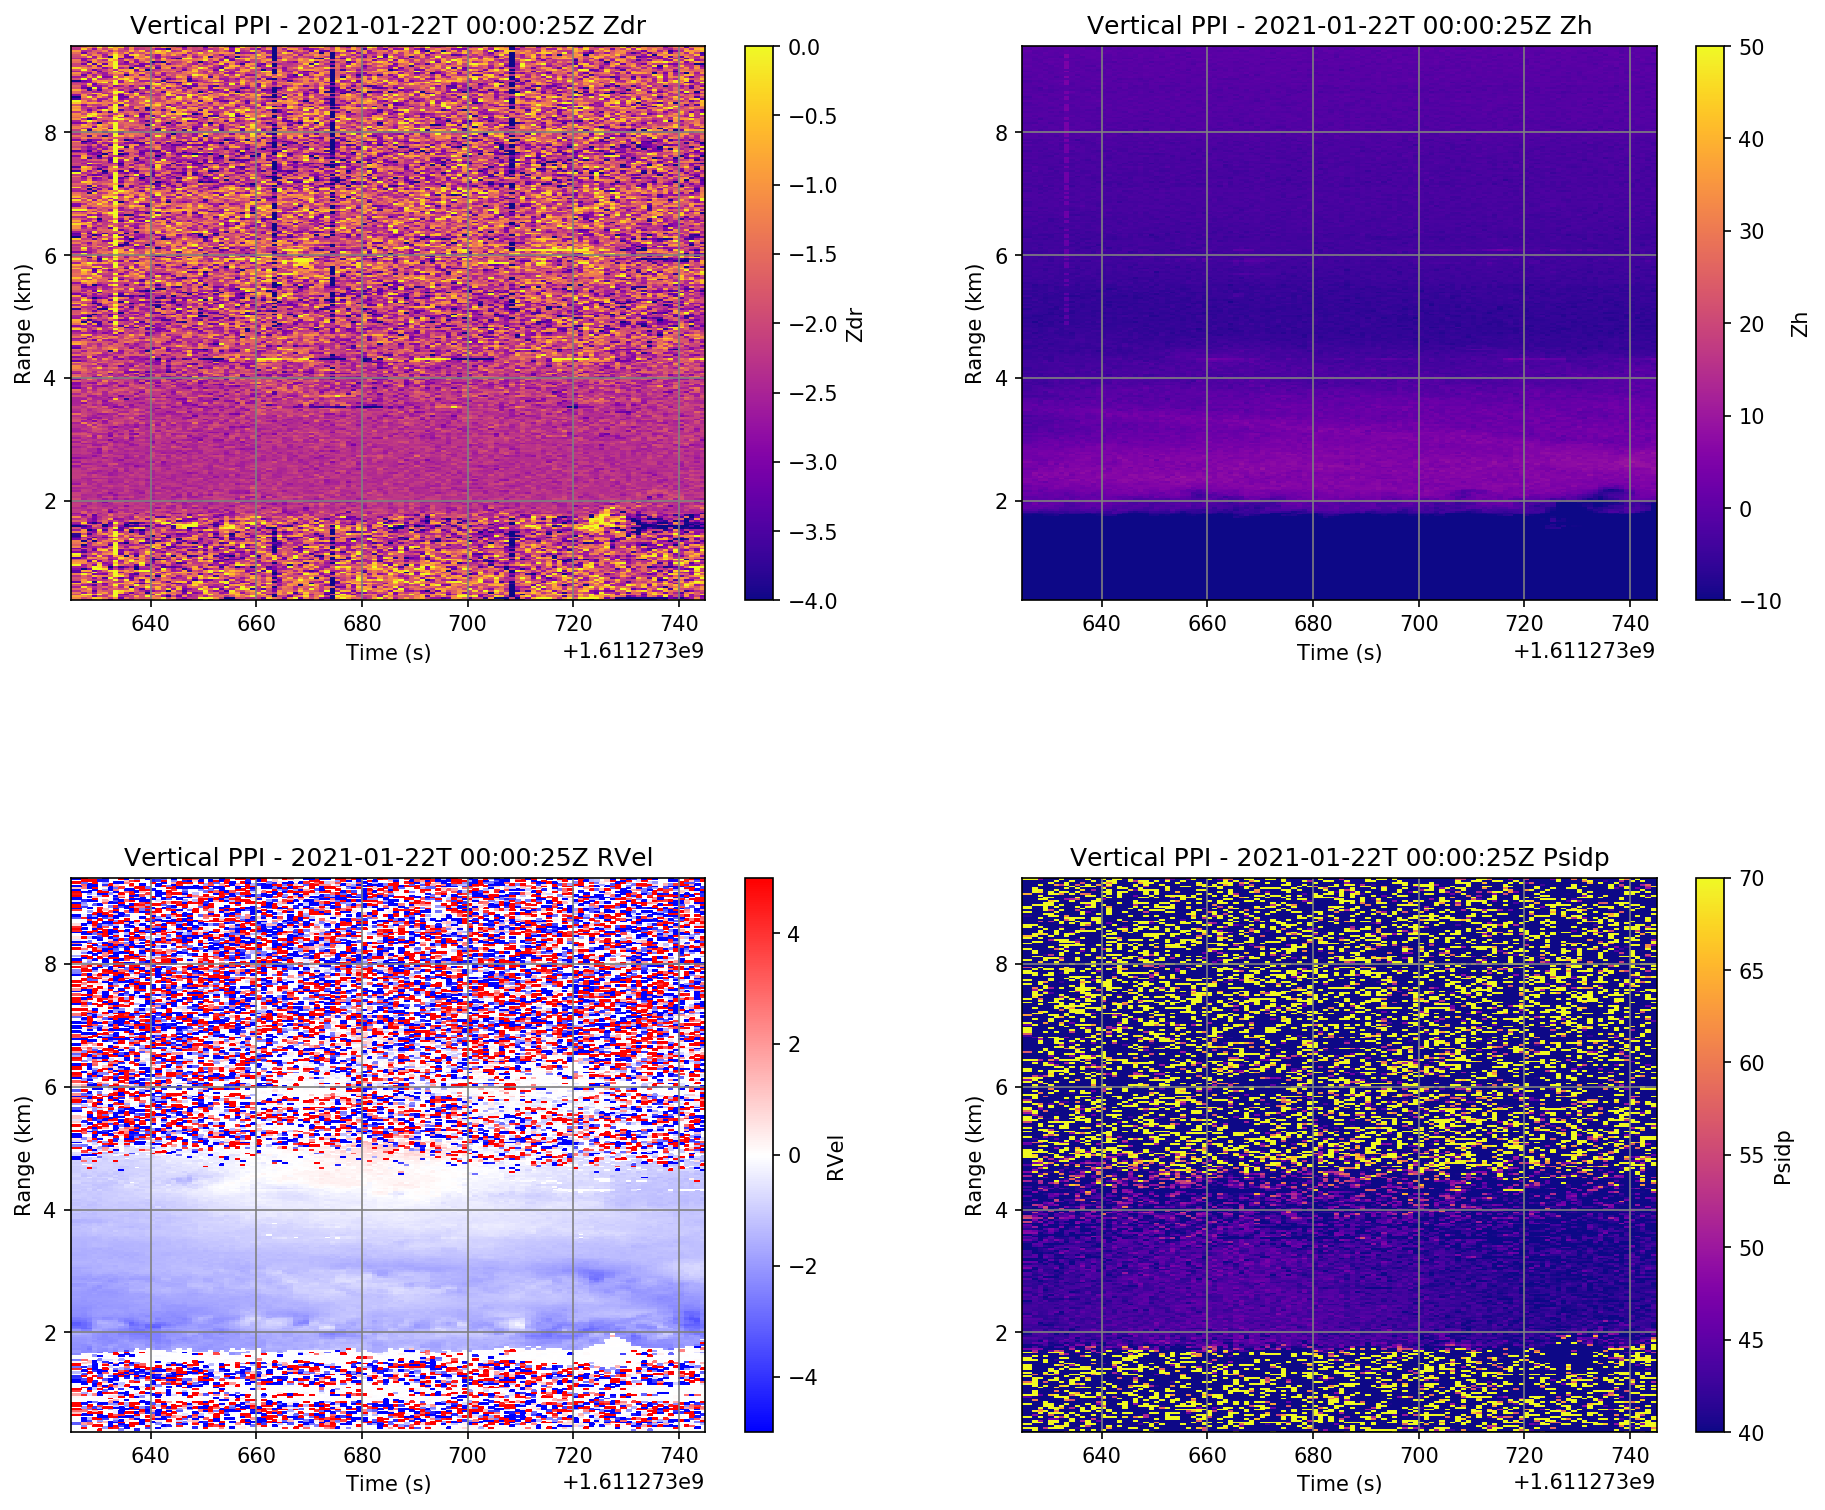 Vertical PPI - 2021-01-22T 00:00:25Z Zdr
8
6
4
2
Range (km)
640 660 680 700 720 740
Time (s)
+1.611273e9
0.0
−0.5
−1.0
−1.5
−2.0
−2.5
−3.0
−3.5
−4.0
Zdr
Vertical PPI - 2021-01-22T 00:00:25Z Zh
8
6
4
2
Range (km)
640 660 680 700 720 740
Time (s)
+1.611273e9
50
40
30
20
10
0
−10
Zh
Vertical PPI - 2021-01-22T 00:00:25Z RVel
8
6
4
2
Range (km)
640 660 680 700 720 740
Time (s)
+1.611273e9
4
2
0
−2
−4
RVel
Vertical PPI - 2021-01-22T 00:00:25Z Psidp
8
6
4
2
Range (km)
640 660 680 700 720 740
Time (s)
+1.611273e9
70
65
60
55
50
45
40
Psidp